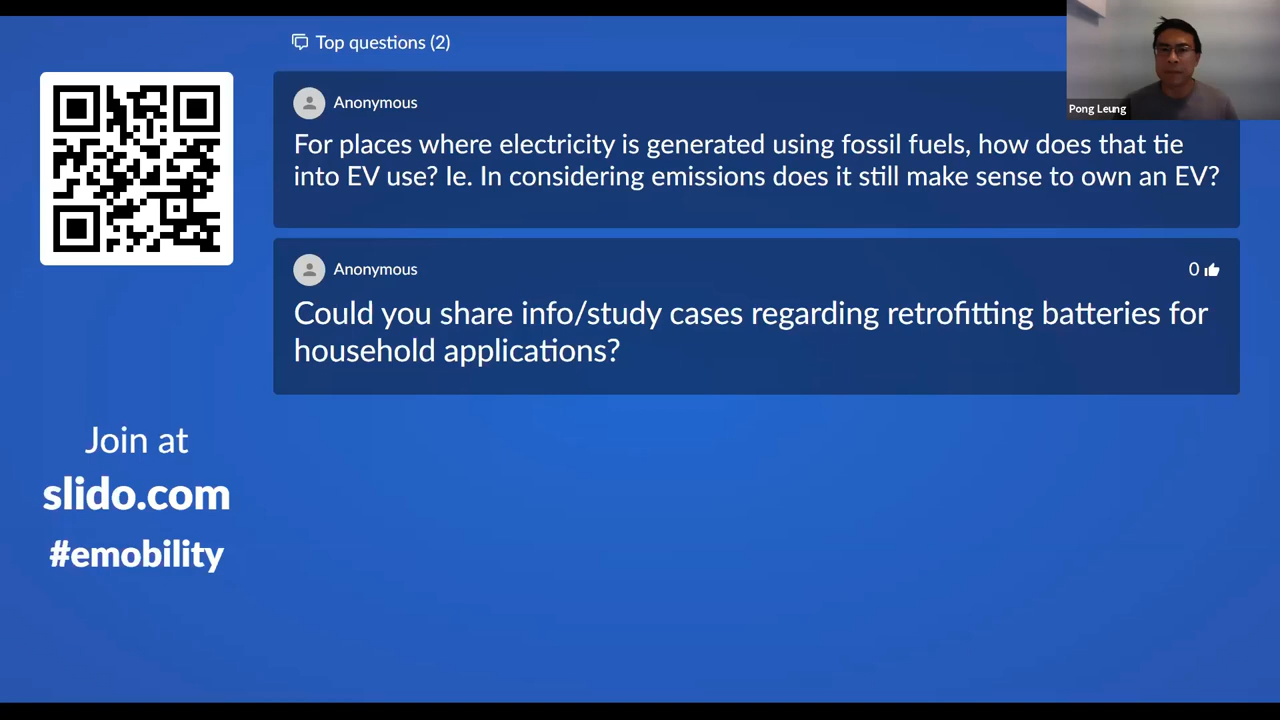 Top questions (2)
Pong Leung
Anonymous
For places where electricity is generated using fossil fuels, how does that tie
into EV use? Ie. In considering emissions does it still make sense to own an EV?
Anonymous
0
Could you share info/study cases regarding retrofitting batteries for
household applications?
Join at
slido.com
#emobility